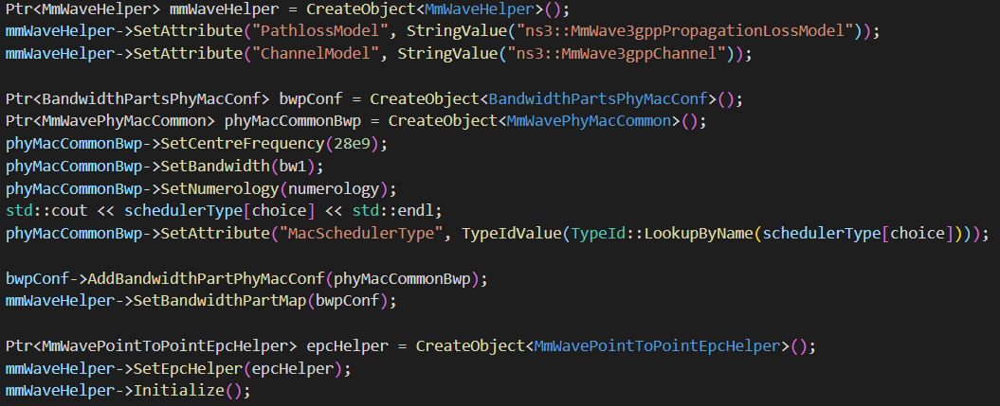 Ptr<MmWaveHelper> mmWaveHelper = CreateObject<MmWaveHelper>();
mmWaveHelper->SetAttribute("PathlossModel", StringValue("ns3::MmWave3gppPropagationLossModel"));
mmWaveHelper->SetAttribute("ChannelModel", StringValue("ns3::MmWave3gppChannel"));
Ptr<BandwidthPartsPhyMacConf> bwpConf = CreateObject<BandwidthPartsPhyMacConf>();
Ptr<MmWavePhyMacCommon> phyMacCommonBwp = CreateObject<MmWavePhyMacCommon>();
phyMacCommonBwp->SetCentreFrequency(28e9);
phyMacCommonBwp->SetBandwidth(bw1);
phyMacCommonBwp->SetNumerology(numerology);
std::cout << schedulerType[choice] << std::endl;
phyMacCommonBwp->SetAttribute("MacSchedulerType", TypeIdValue(TypeId::LookupByName(schedulerType[choice])));
bwpConf->AddBandwidthPartPhyMacConf(phyMacCommonBwp);
mmWaveHelper->SetBandwidthPartMap(bwpConf);
Ptr<MmWavePointToPointEpcHelper> epcHelper = CreateObject<MmWavePointToPointEpcHelper>();
mmWaveHelper->SetEpcHelper(epcHelper);
mmWaveHelper->Initialize();